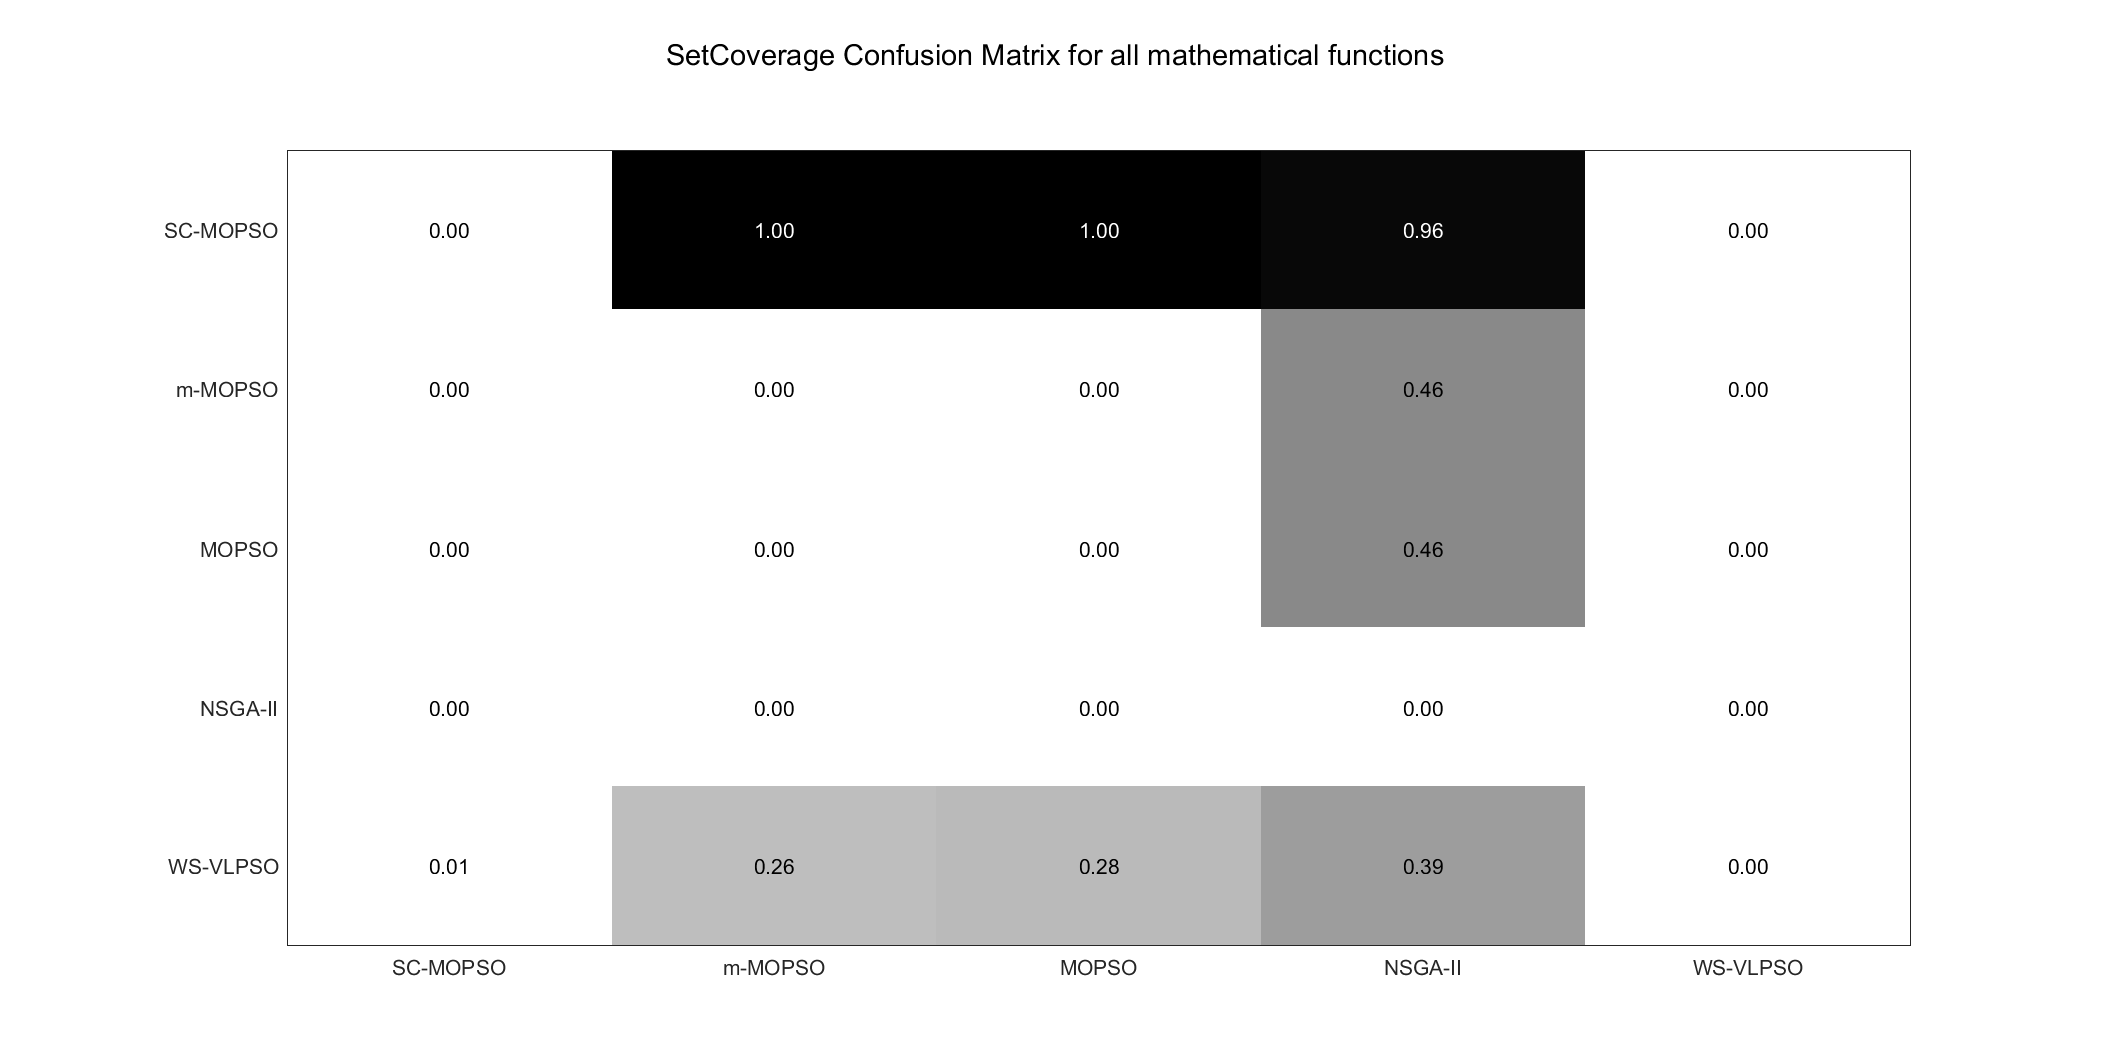 SetCoverage Confusion Matrix for all mathematical functions
SC-MOPSO 0.00 1.00 1.00 0.96 0.00
m-MOPSO 0.00 0.00 0.00 0.46 0.00
MOPSO 0.00 0.00 0.00 0.46 0.00
NSGA-II 0.00 0.00 0.00 0.00 0.00
WS-VLPSO 0.01 0.26 0.28 0.39 0.00
SC-MOPSO m-MOPSO MOPSO NSGA-II WS-VLPSO